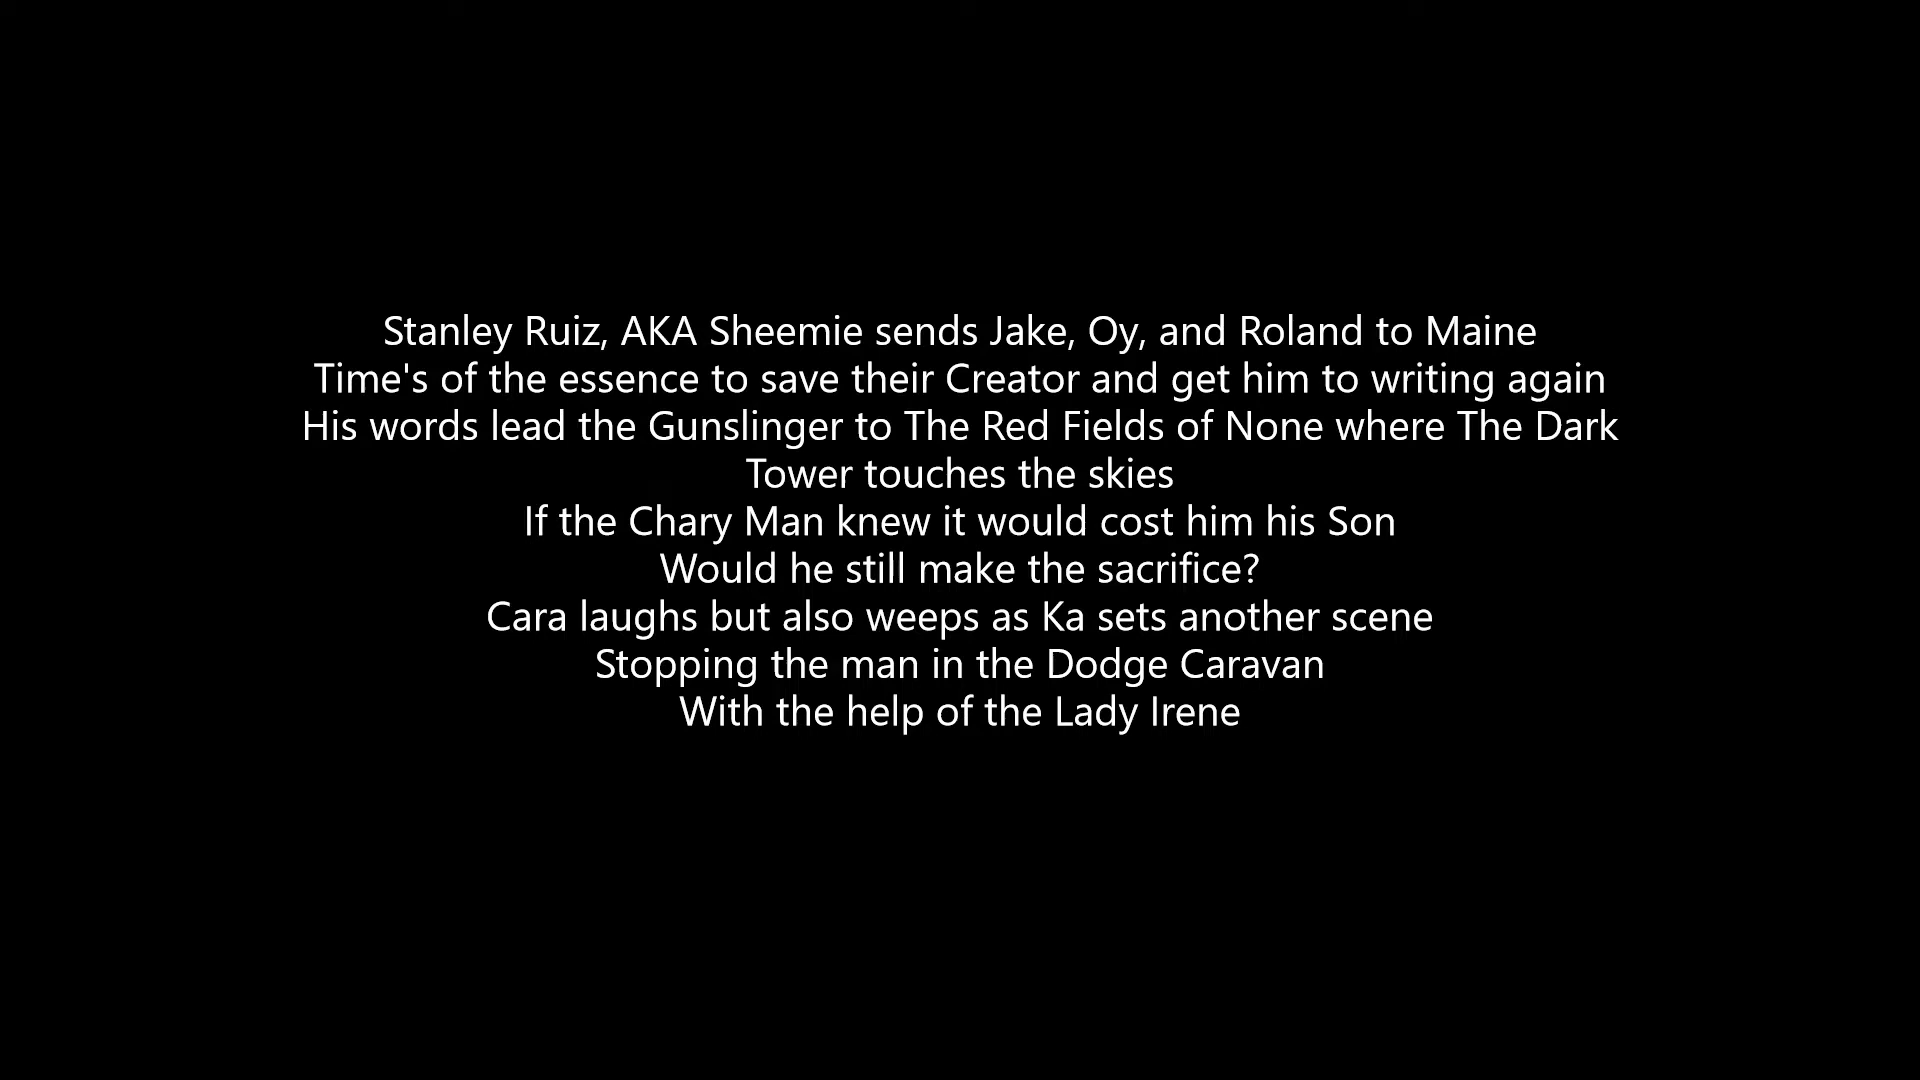 Stanley Ruiz, AKA Sheemie sends Jake, Oy, and Roland to Maine
Time's of the essence to save their Creator and get him to writing again
His words lead the Gunslinger to The Red Fields of None where The Dark
Tower touches the skies
If the Chary Man knew it would cost him his Son
Would he still make the sacrifice?
Cara laughs but also weeps as Ka sets another scene
Stopping the man in the Dodge Caravan
With the help of the Lady Irene